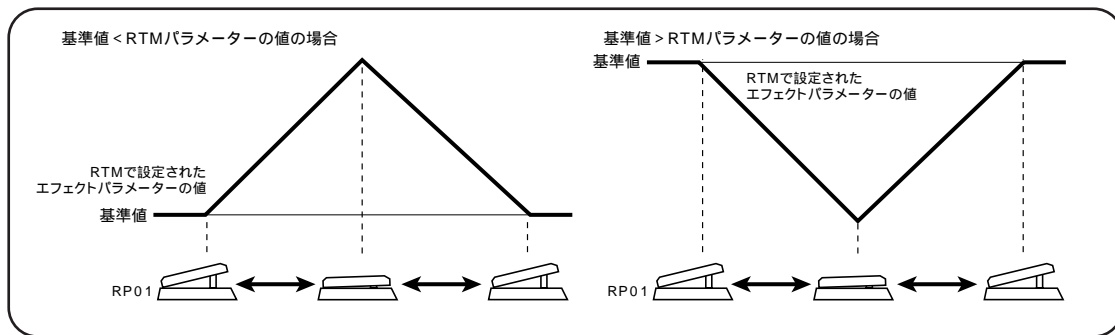 基準値 < RTMパラメーターの値の場合
RTMで設定された
エフェクトパラメーターの値
基準値
RP01
基準値 > RTMパラメーターの値の場合
基準値
RTMで設定された
エフェクトパラメーターの値
RP01